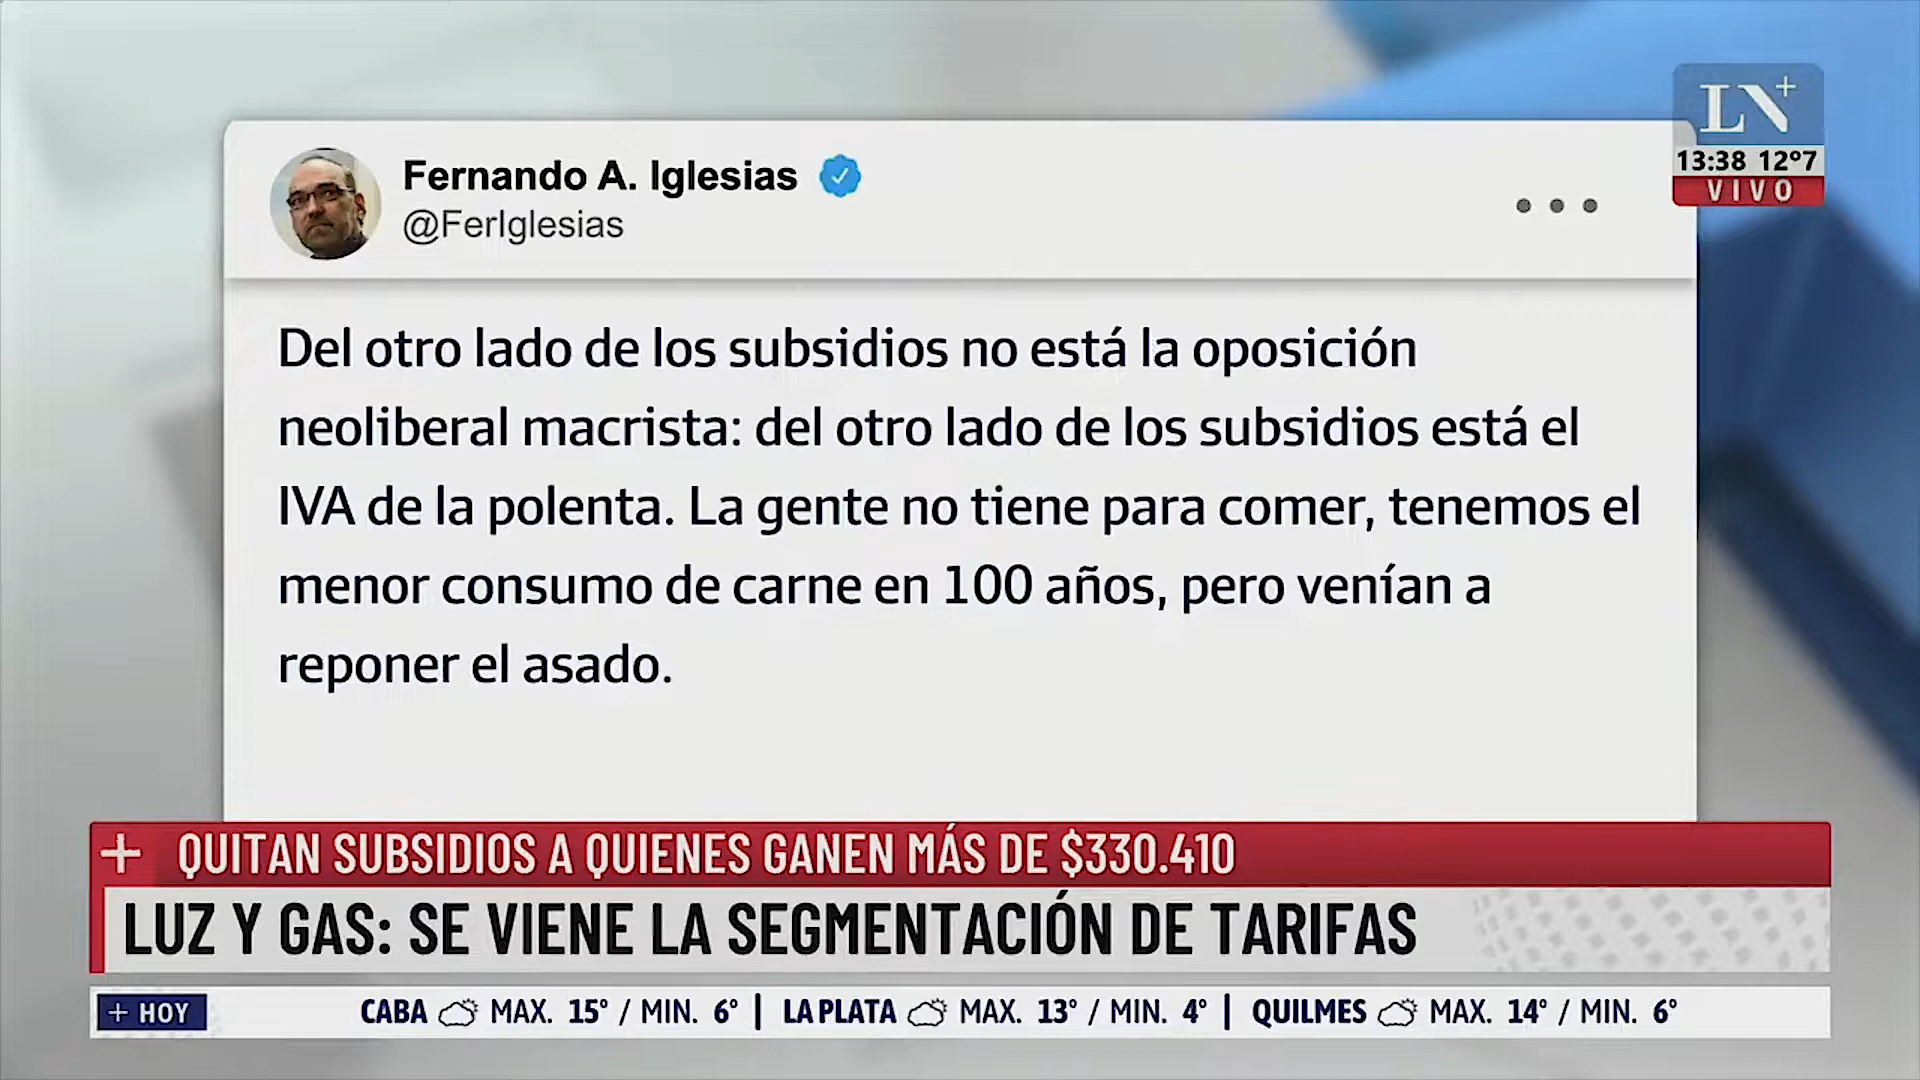 LN+
13:38 12°7
VIVO
Fernando A. Iglesias
@FerIglesias
Del otro lado de los subsidios no está la oposición
neoliberal macrista: del otro lado de los subsidios está el
IVA de la polenta. La gente no tiene para comer, tenemos el
menor consumo de carne en 100 años, pero venían a
reponer el asado.
+ QUITAN SUBSIDIOS A QUIENES GANEN MÁS DE $330.410
LUZ Y GAS: SE VIENE LA SEGMENTACIÓN DE TARIFAS
+ HOY CABA MAX. 15° / MIN. 6° | LA PLATA MAX. 13° / MIN. 4° | QUILMES MAX. 14° / MIN. 6°